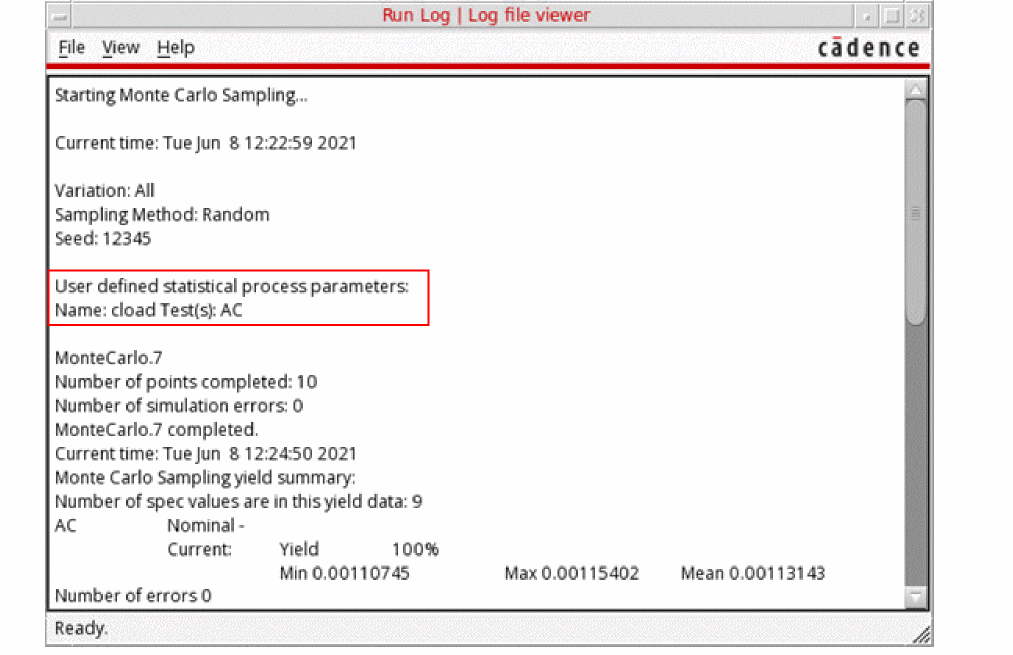 Run Log | Log file viewer
File View Help
cādence
Starting Monte Carlo Sampling...
Current time: Tue Jun 8 12:22:59 2021
Variation: All
Sampling Method: Random
Seed: 12345
User defined statistical process parameters:
Name: cload Test(s): AC
MonteCarlo.7
Number of points completed: 10
Number of simulation errors: 0
MonteCarlo.7 completed.
Current time: Tue Jun 8 12:24:50 2021
Monte Carlo Sampling yield summary:
Number of spec values are in this yield data: 9
AC Nominal -
Current: Yield 100%
Min 0.00110745 Max 0.00115402 Mean 0.00113143
Number of errors 0
Ready.